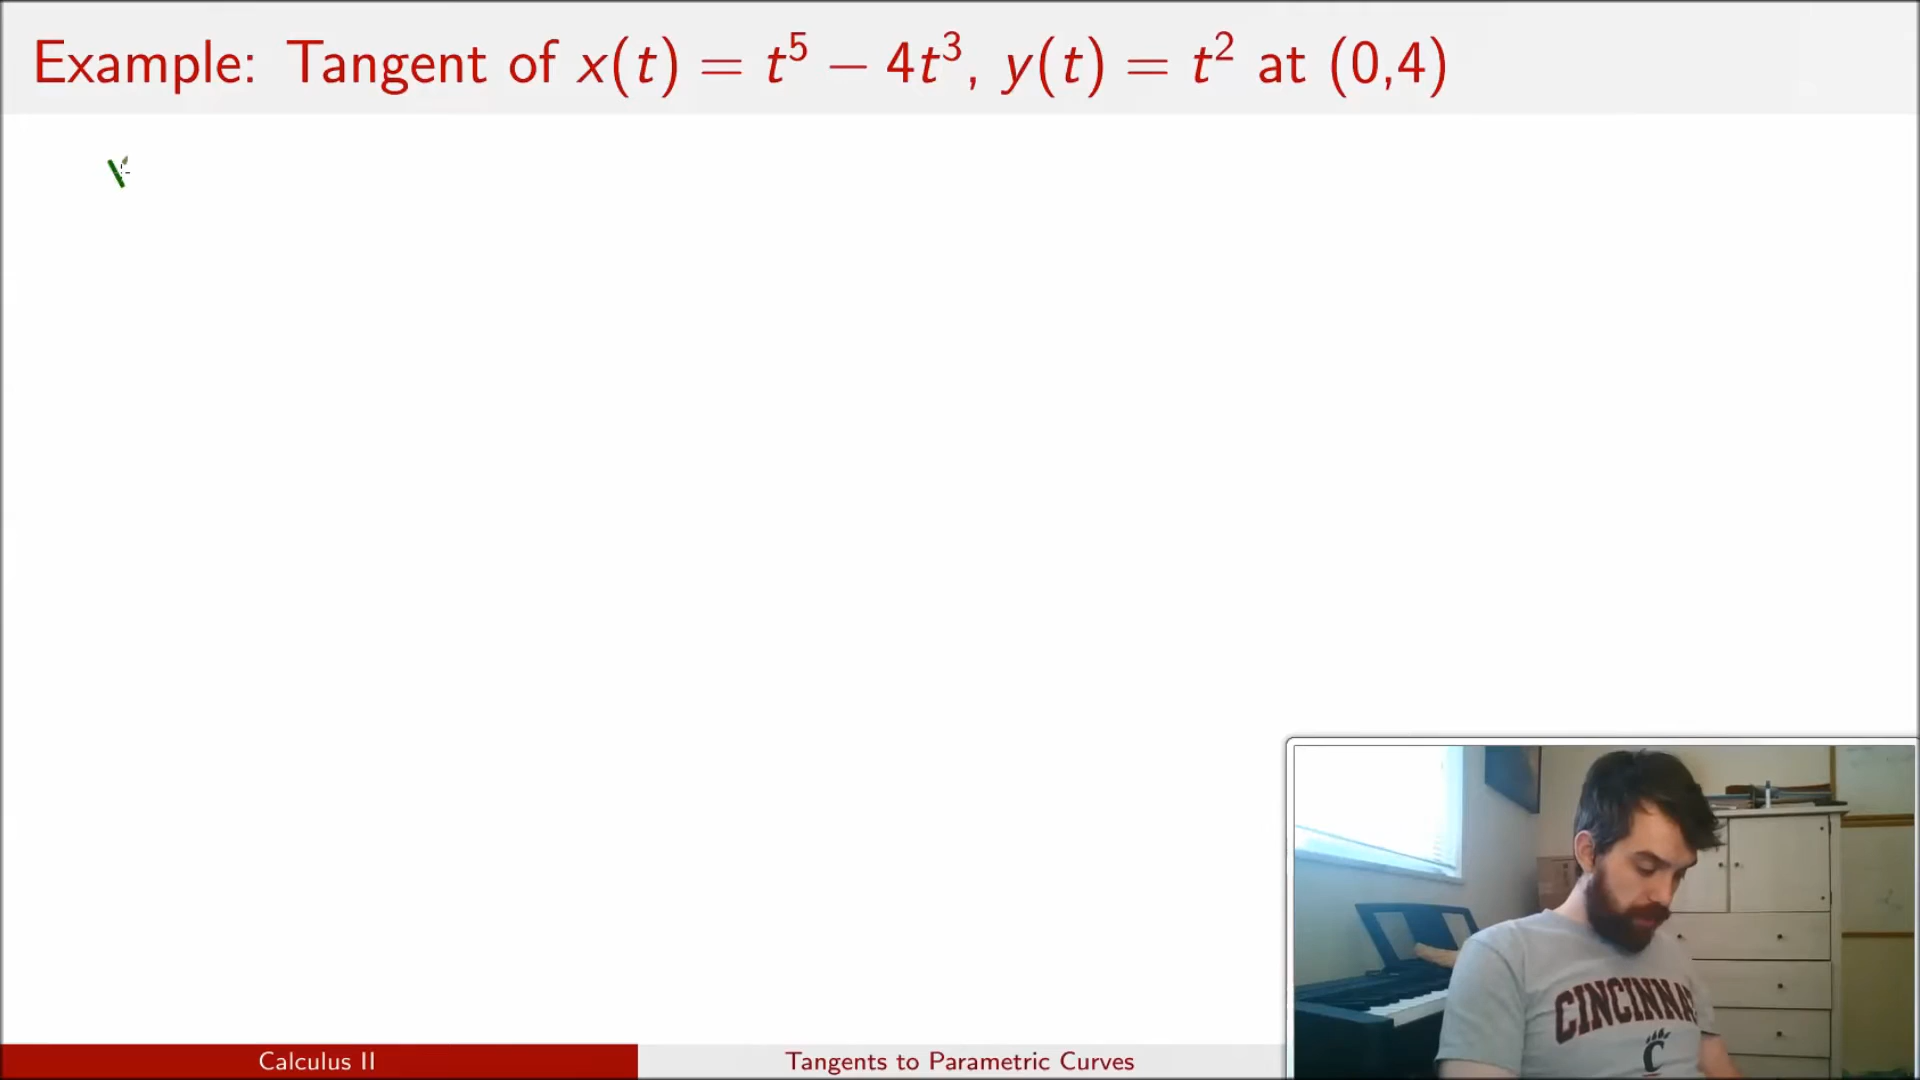 Example: Tangent of x(t) = t⁵ − 4t³, y(t) = t² at (0,4)
CINCINNA
C
Calculus II
Tangents to Parametric Curves